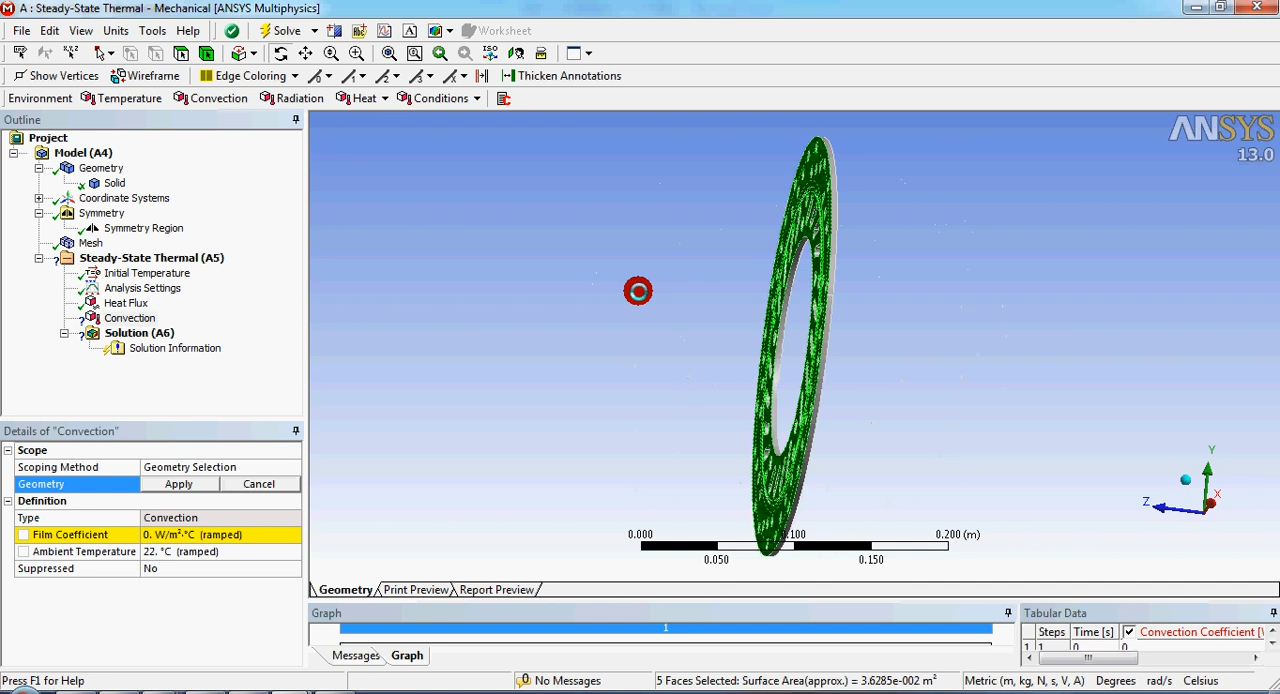 A : Steady-State Thermal - Mechanical [ANSYS Multiphysics]
File Edit View Units Tools Help Solve Worksheet
Show Vertices Wireframe Edge Coloring Thicken Annotations
Environment Temperature Convection Radiation Heat Conditions
Outline
Project
Model (A4)
Geometry
Solid
Coordinate Systems
Symmetry
Symmetry Region
Mesh
Steady-State Thermal (A5)
Initial Temperature
Analysis Settings
Heat Flux
Convection
Solution (A6)
Solution Information
ANSYS
13.0
Y
X
Z
0.000 0.100 0.200 (m)
0.050 0.150
Details of "Convection"
Scope
Scoping Method Geometry Selection
Geometry Apply Cancel
Definition
Type Convection
Film Coefficient 0. W/m²·°C (ramped)
Ambient Temperature 22. °C (ramped)
Suppressed No
Geometry Print Preview Report Preview
Graph
1
Messages Graph
Tabular Data
Steps Time [s] Convection Coefficient [W
1 1 0 0
Press F1 for Help No Messages 5 Faces Selected: Surface Area(approx.) = 3.6285e-002 m² Metric (m, kg, N, s, V, A) Degrees rad/s Celsius